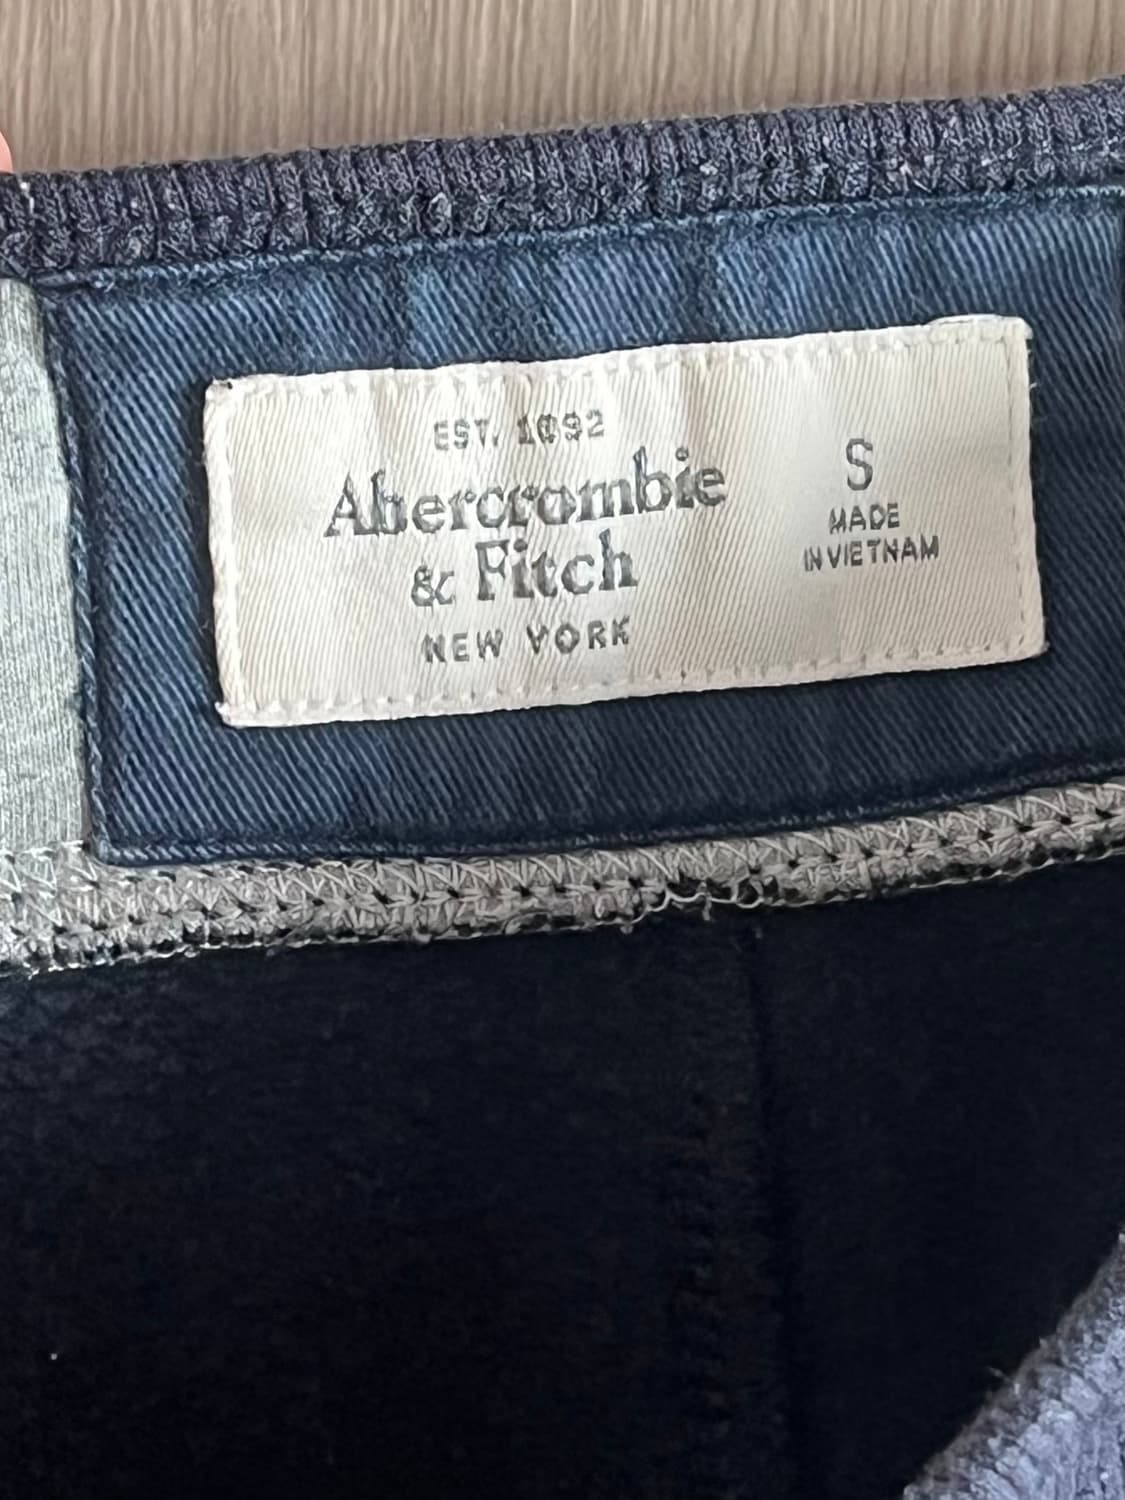 EST. 1892
Abercrombie
& Fitch
NEW YORK
S
MADE
IN VIETNAM